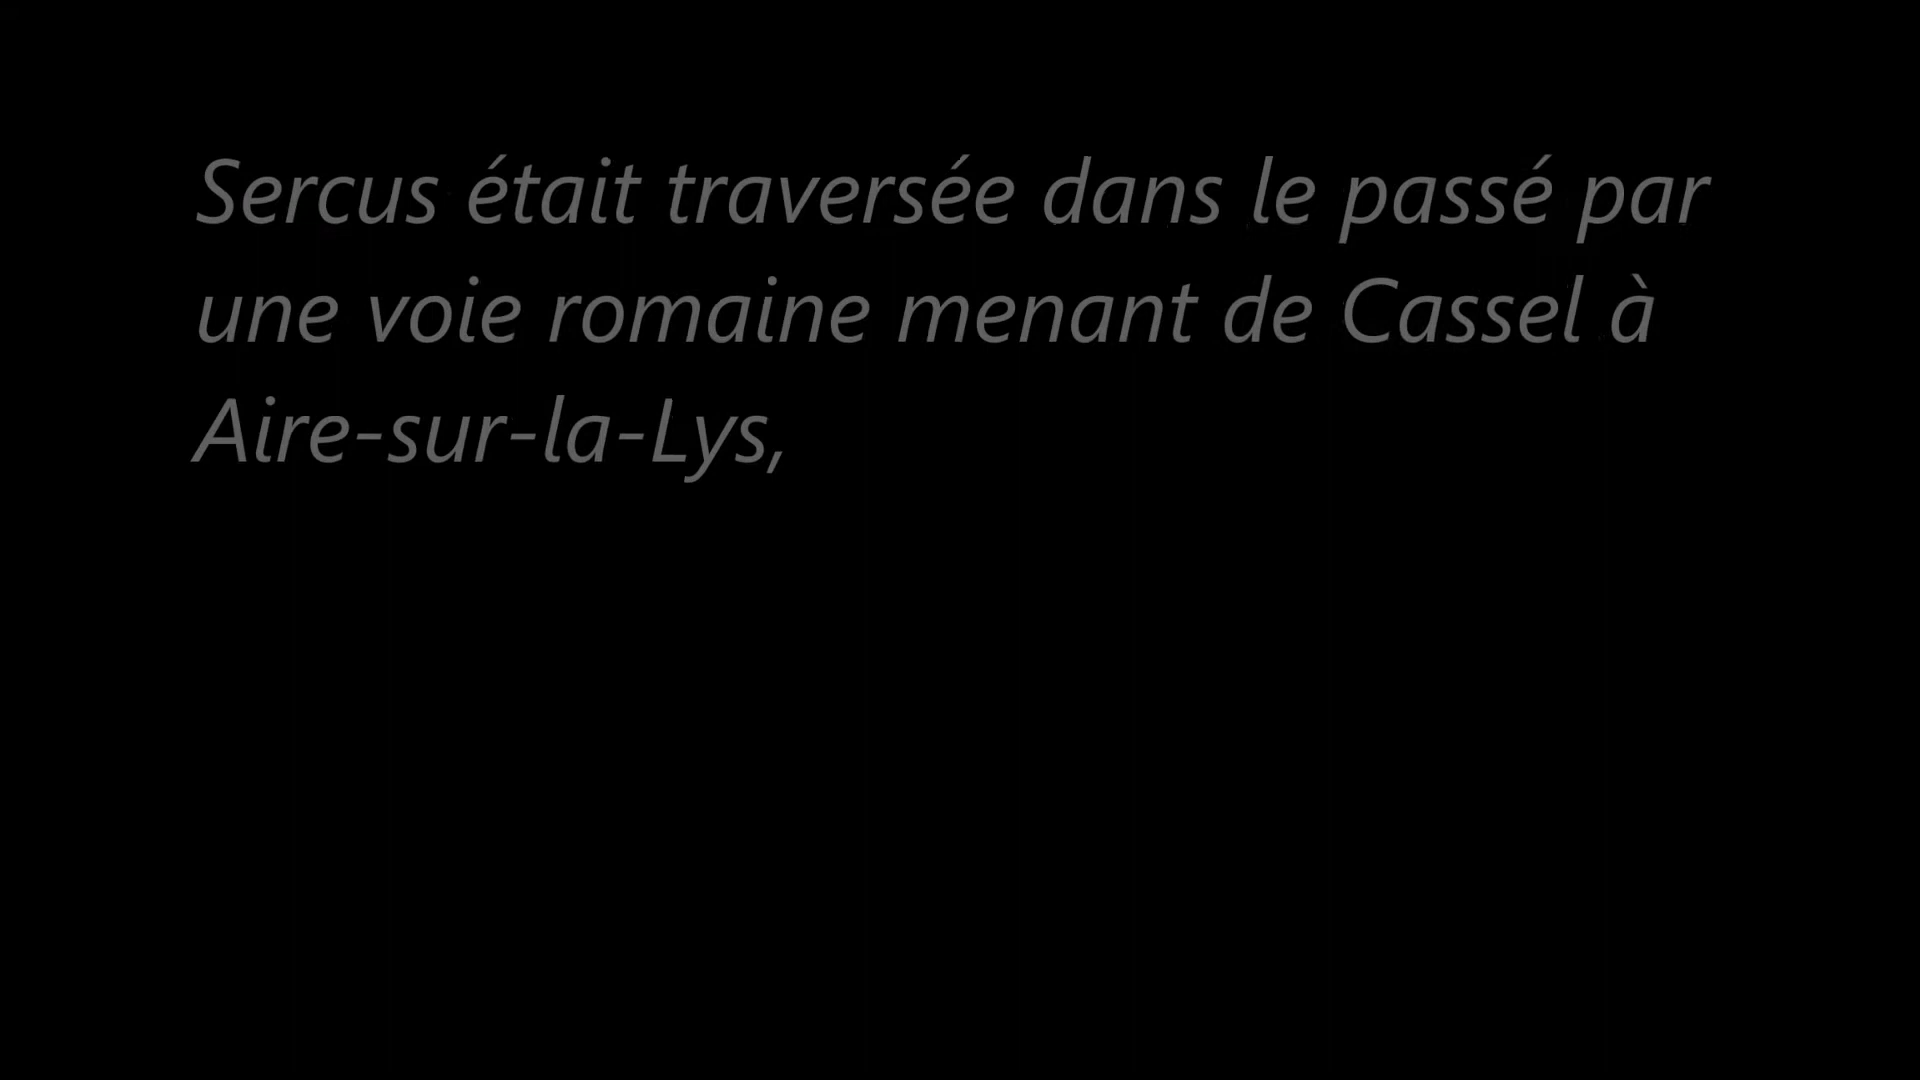 Sercus était traversée dans le passé par
une voie romaine menant de Cassel à
Aire-sur-la-Lys,